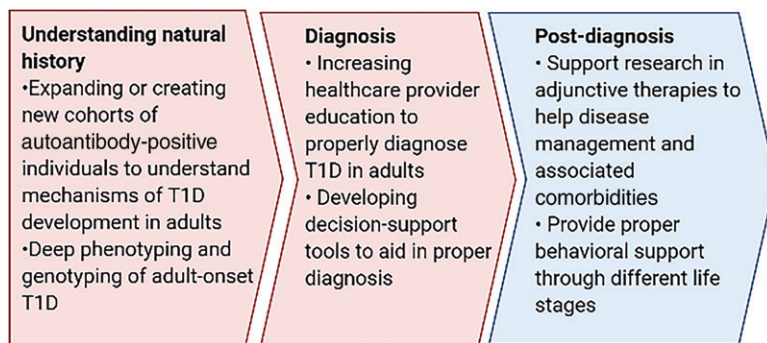 Understanding natural
history
•Expanding or creating
new cohorts of
autoantibody-positive
individuals to understand
mechanisms of T1D
development in adults
•Deep phenotyping and
genotyping of adult-onset
T1D
Diagnosis
• Increasing
healthcare provider
education to
properly diagnose
T1D in adults
• Developing
decision-support
tools to aid in proper
diagnosis
Post-diagnosis
• Support research in
adjunctive therapies to
help disease
management and
associated
comorbidities
• Provide proper
behavioral support
through different life
stages